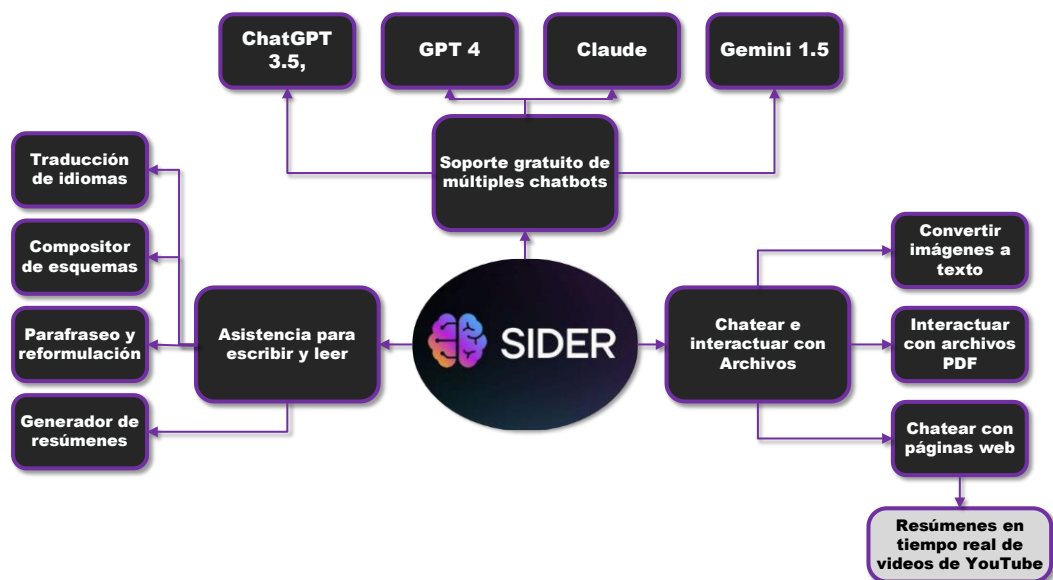 ChatGPT
3.5,
GPT 4
Claude
Gemini 1.5
Soporte gratuito de
múltiples chatbots
Traducción
de idiomas
Compositor
de esquemas
Parafraseo y
reformulación
Generador de
resúmenes
Asistencia para
escribir y leer
SIDER
Chatear e
interactuar con
Archivos
Convertir
imágenes a
texto
Interactuar
con archivos
PDF
Chatear con
páginas web
Resúmenes en
tiempo real de
videos de YouTube